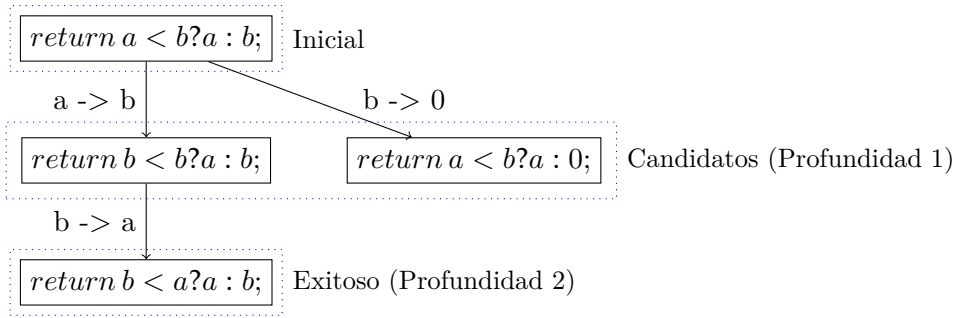 return a < b?a : b; Inicial
a -> b b -> 0
return b < b?a : b; return a < b?a : 0; Candidatos (Profundidad 1)
b -> a
return b < a?a : b; Exitoso (Profundidad 2)